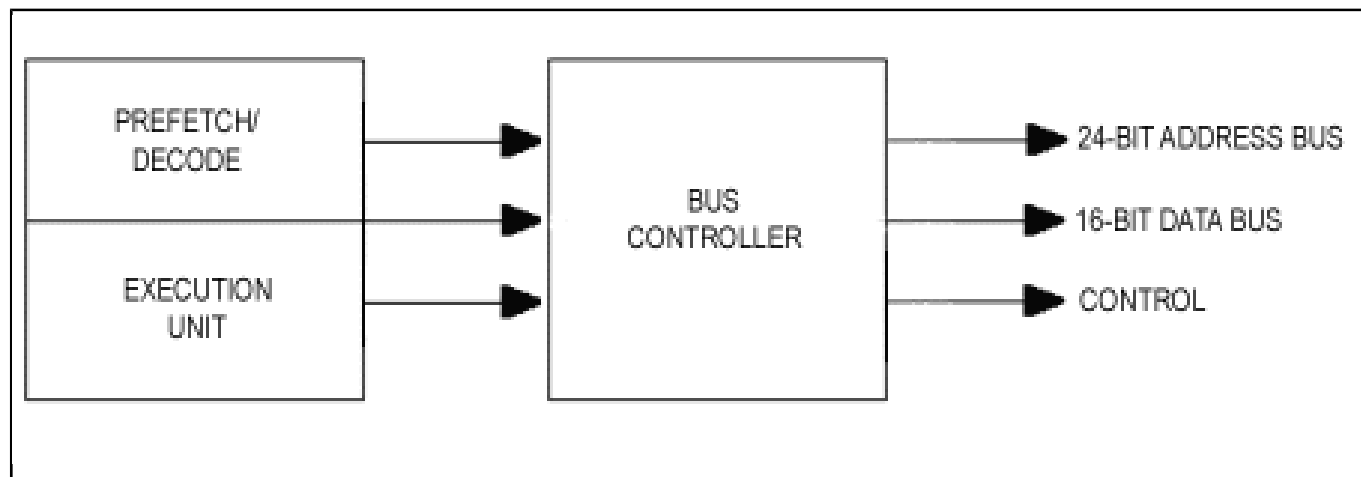 PREFETCH/
DECODE
EXECUTION
UNIT
BUS
CONTROLLER
24-BIT ADDRESS BUS
16-BIT DATA BUS
CONTROL